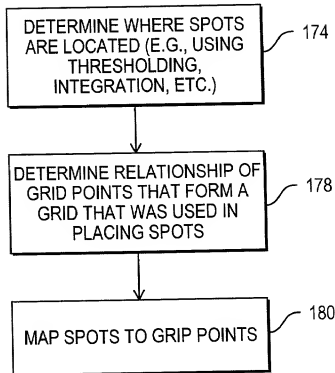 DETERMINE WHERE SPOTS
ARE LOCATED (E.G., USING
THRESHOLDING,
INTEGRATION, ETC.)
174
DETERMINE RELATIONSHIP OF
GRID POINTS THAT FORM A
GRID THAT WAS USED IN
PLACING SPOTS
178
MAP SPOTS TO GRIP POINTS
180